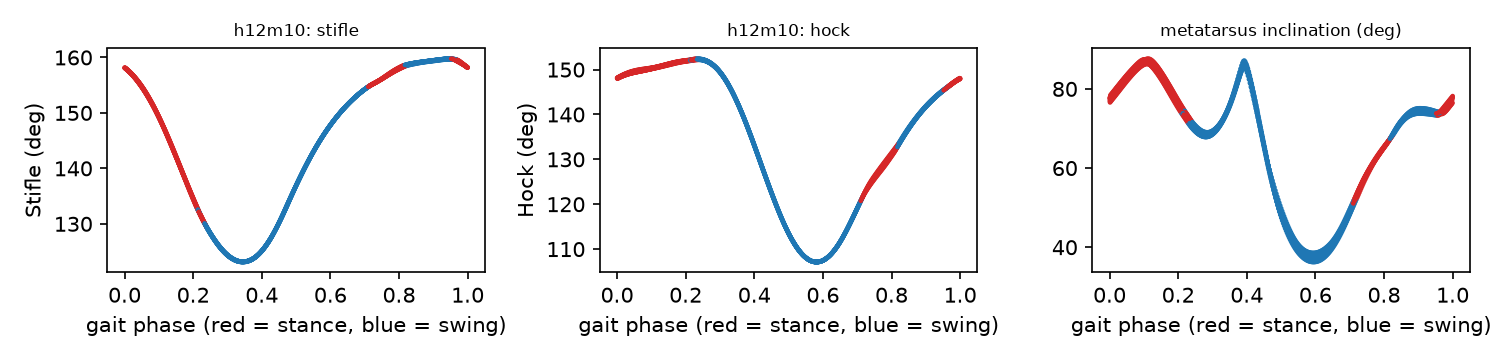 h12m10: stifle
160
150
140
130
Stifle (deg)
0.0 0.2 0.4 0.6 0.8 1.0
gait phase (red = stance, blue = swing)
h12m10: hock
150
140
130
120
110
Hock (deg)
0.0 0.2 0.4 0.6 0.8 1.0
gait phase (red = stance, blue = swing)
metatarsus inclination (deg)
80
60
40
0.0 0.2 0.4 0.6 0.8 1.0
gait phase (red = stance, blue = swing)